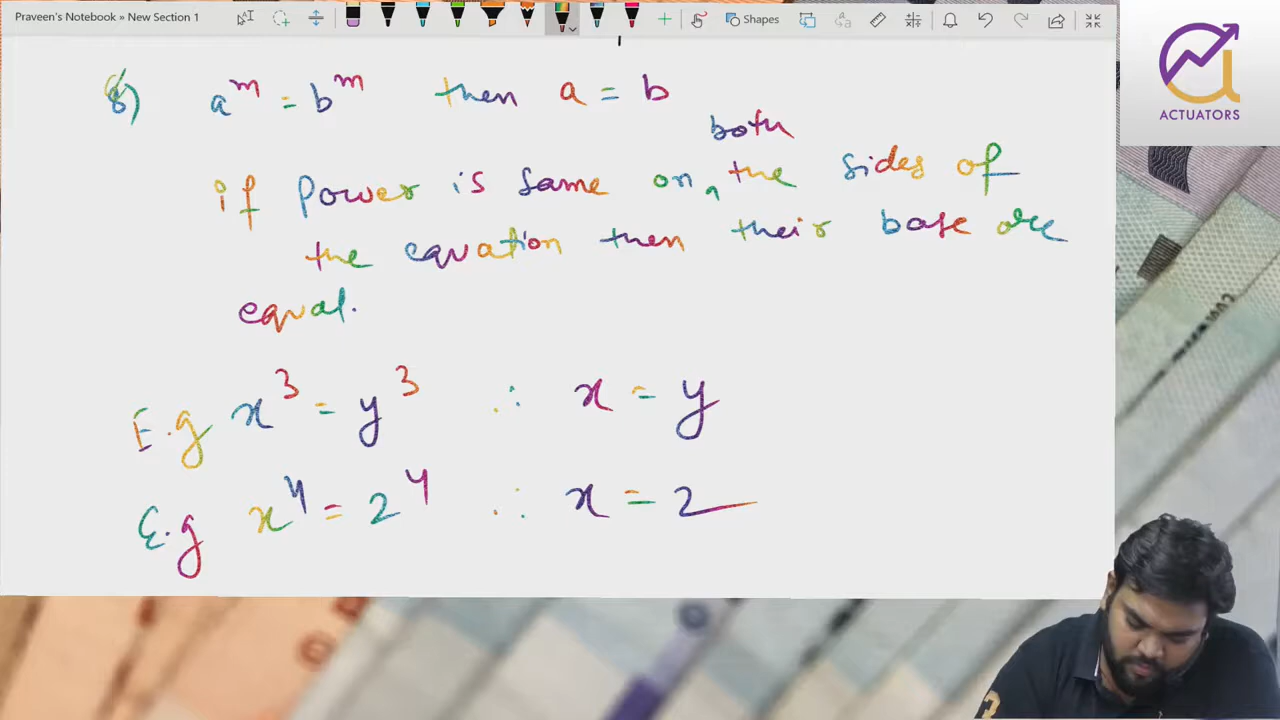 Praveen's Notebook » New Section 1
Shapes
ACTUATORS
8) a^m = b^m then a = b
both
if Power is same on , the sides of
the equation then their base are
equal.
E.g x^3 = y^3 ∴ x = y
E.g x^4 = 2^4 ∴ x = 2